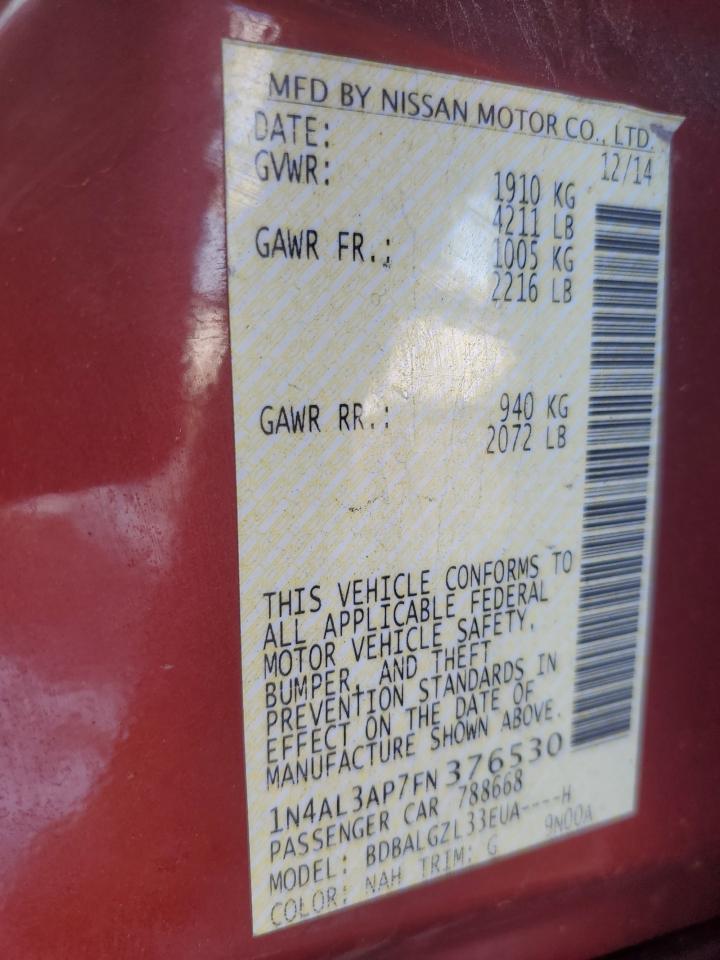 MFD BY NISSAN MOTOR CO., LTD.
DATE: 12/14
GVWR: 1910 KG
4211 LB
GAWR FR.: 1005 KG
2216 LB
GAWR RR.: 940 KG
2072 LB
THIS VEHICLE CONFORMS TO
ALL APPLICABLE FEDERAL
MOTOR VEHICLE SAFETY,
BUMPER, AND THEFT
PREVENTION STANDARDS IN
EFFECT ON THE DATE OF
MANUFACTURE SHOWN ABOVE.
1N4AL3AP7FN376530
PASSENGER CAR 788668
MODEL: BDBALGZL33EUA----H
COLOR: NAH TRIM: G 9N00A